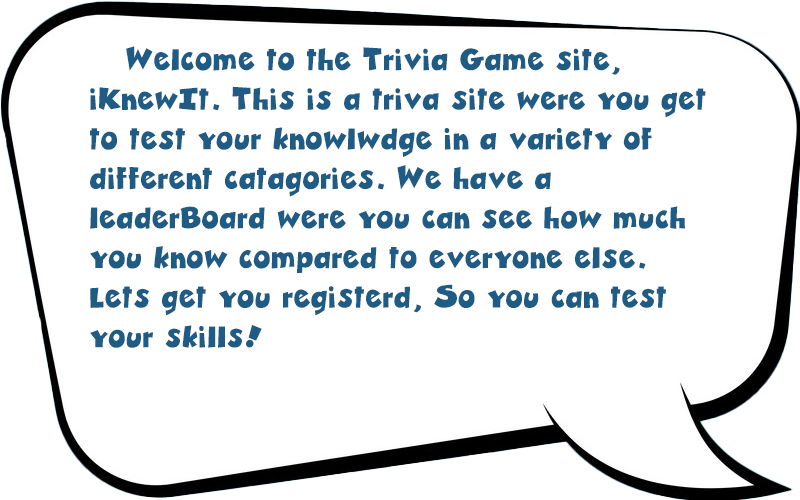 Welcome to the Trivia Game site,
iKnewIt. This is a triva site were you get
to test your knowlwdge in a variety of
different catagories. We have a
leaderBoard were you can see how much
you know compared to everyone else.
Lets get you registerd, So you can test
your skills!